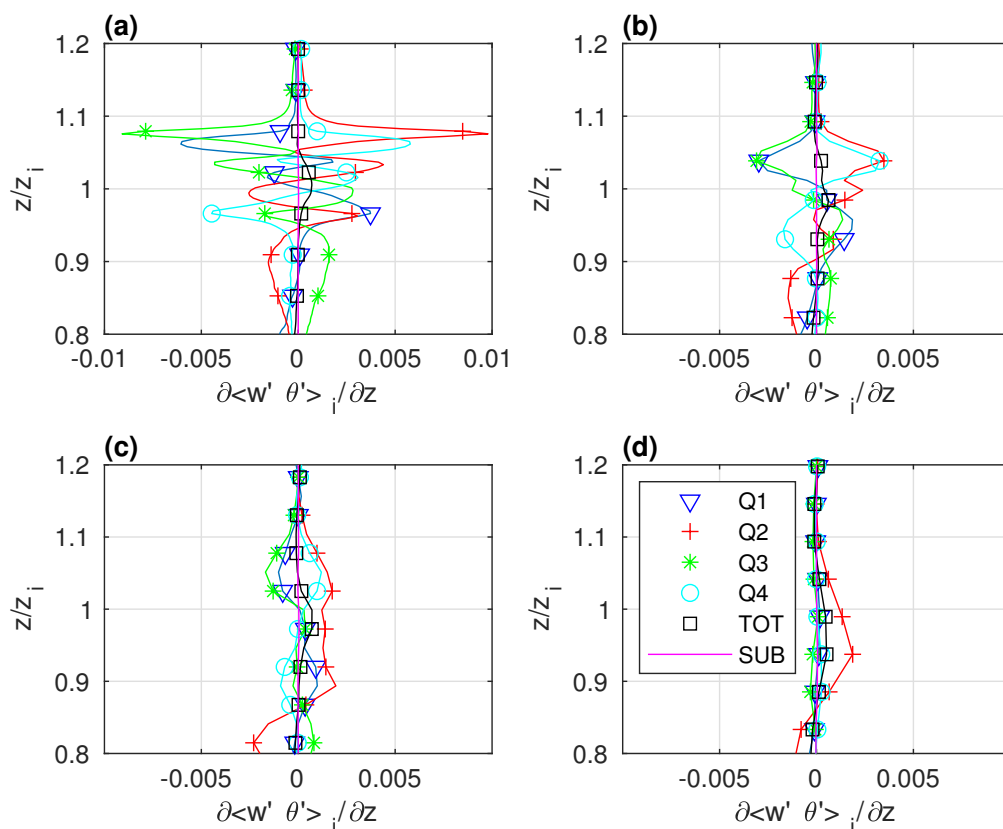 (a)
1.2
1.1
1
0.9
0.8
z/z_i
-0.01
-0.005
0
0.005
0.01
∂<w' θ'>_i/∂z
(b)
1.2
1.1
1
0.9
0.8
z/z_i
-0.005
0
0.005
∂<w' θ'>_i/∂z
(c)
1.2
1.1
1
0.9
0.8
z/z_i
-0.005
0
0.005
∂<w' θ'>_i/∂z
(d)
1.2
1.1
1
0.9
0.8
z/z_i
Q1
Q2
Q3
Q4
TOT
SUB
-0.005
0
0.005
∂<w' θ'>_i/∂z